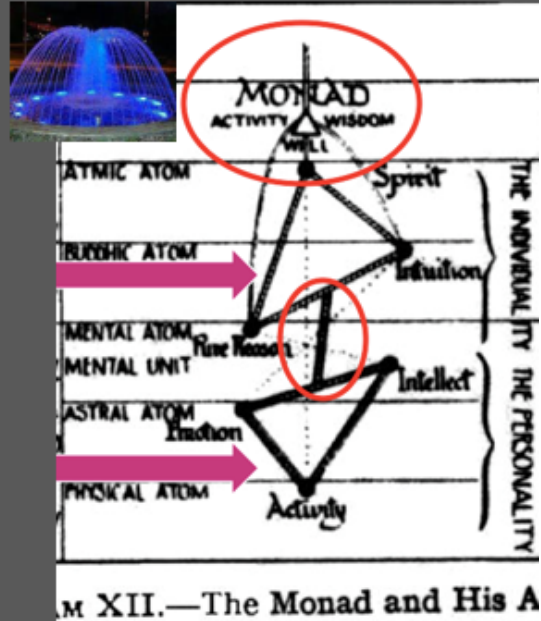 MONAD
ACTIVITY WISDOM
WILL
ATMIC ATOM
Spirit
BUDDHIC ATOM
Intuition
THE INDIVIDUALITY
MENTAL ATOM
Pure Reason
MENTAL UNIT
Intellect
ASTRAL ATOM
Emotion
THE PERSONALITY
PHYSICAL ATOM
Activity
AM XII.—The Monad and His A